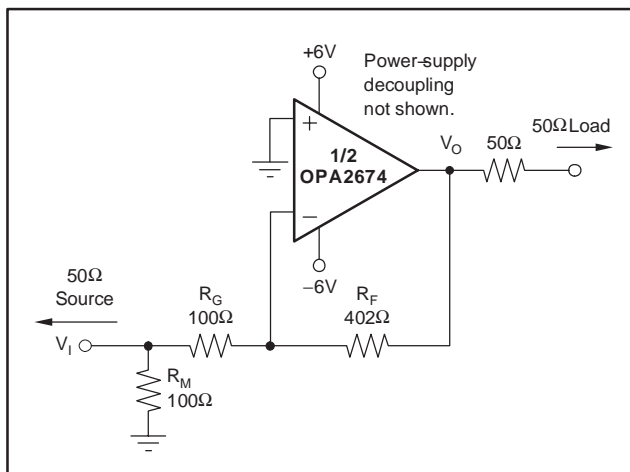 +6V
Power-supply
decoupling
not shown.
+
1/2
OPA2674
−
−6V
VO
50Ω
50Ω Load
50Ω
Source
VI
RG
100Ω
RF
402Ω
RM
100Ω